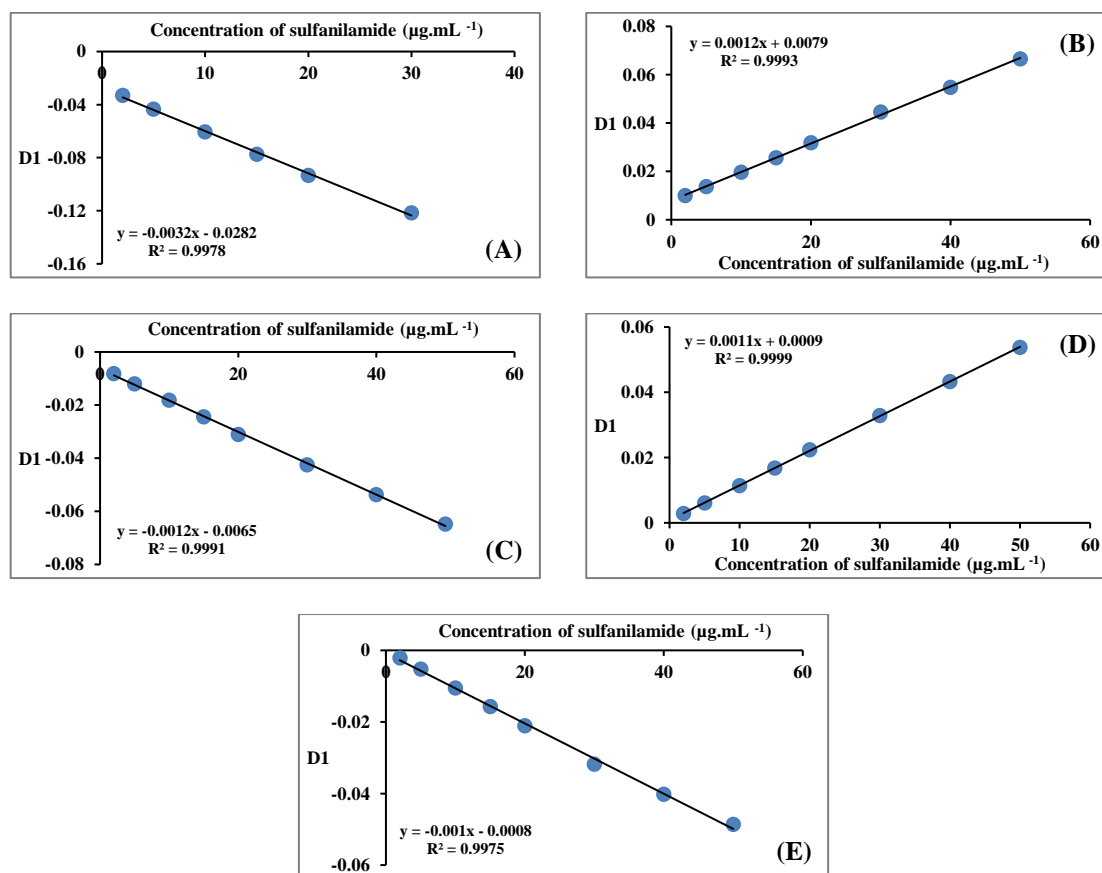 Concentration of sulfanilamide (µg.mL -1)
0
0 10 20 30 40
-0.04
D1 -0.08
-0.12
y = -0.0032x - 0.0282
R² = 0.9978
-0.16
(A)
y = 0.0012x + 0.0079
R² = 0.9993
(B)
0.08
0.06
D1 0.04
0.02
0
0 20 40 60
Concentration of sulfanilamide (µg.mL -1)
Concentration of sulfanilamide (µg.mL -1)
0
0 20 40 60
-0.02
D1 -0.04
-0.06
y = -0.0012x - 0.0065
R² = 0.9991
-0.08
(C)
0.06
y = 0.0011x + 0.0009
R² = 0.9999
(D)
0.04
D1
0.02
0
0 10 20 30 40 50 60
Concentration of sulfanilamide (µg.mL -1)
Concentration of sulfanilamide (µg.mL -1)
0
0 20 40 60
-0.02
D1
-0.04
y = -0.001x - 0.0008
R² = 0.9975
-0.06
(E)